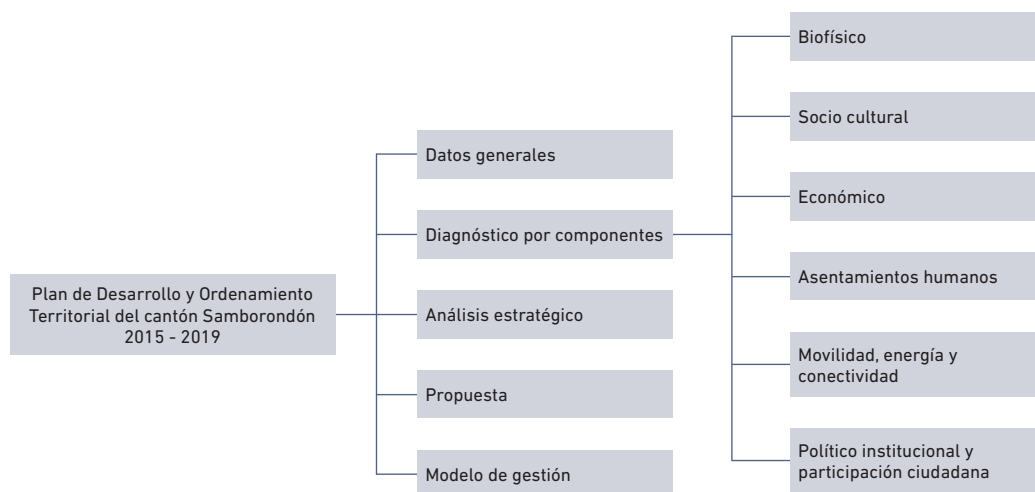 Plan de Desarrollo y Ordenamiento
Territorial del cantón Samborondón
2015 - 2019
Datos generales
Diagnóstico por componentes
Análisis estratégico
Propuesta
Modelo de gestión
Biofísico
Socio cultural
Económico
Asentamientos humanos
Movilidad, energía y
conectividad
Político institucional y
participación ciudadana